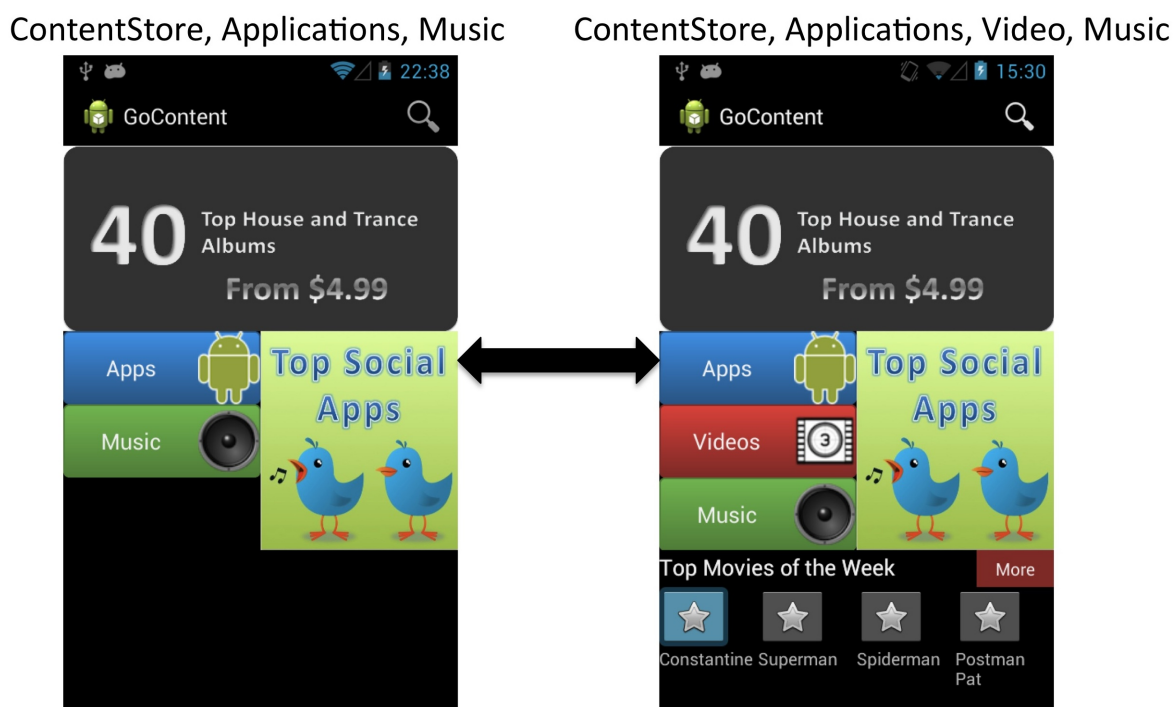 ContentStore, Applications, Music
22:38
GoContent
40
Top House and Trance
Albums
From $4.99
Apps
Music
Top Social
Apps
ContentStore, Applications, Video, Music
15:30
GoContent
40
Top House and Trance
Albums
From $4.99
Apps
Videos
3
Music
Top Social
Apps
Top Movies of the Week
More
Constantine
Superman
Spiderman
Postman
Pat